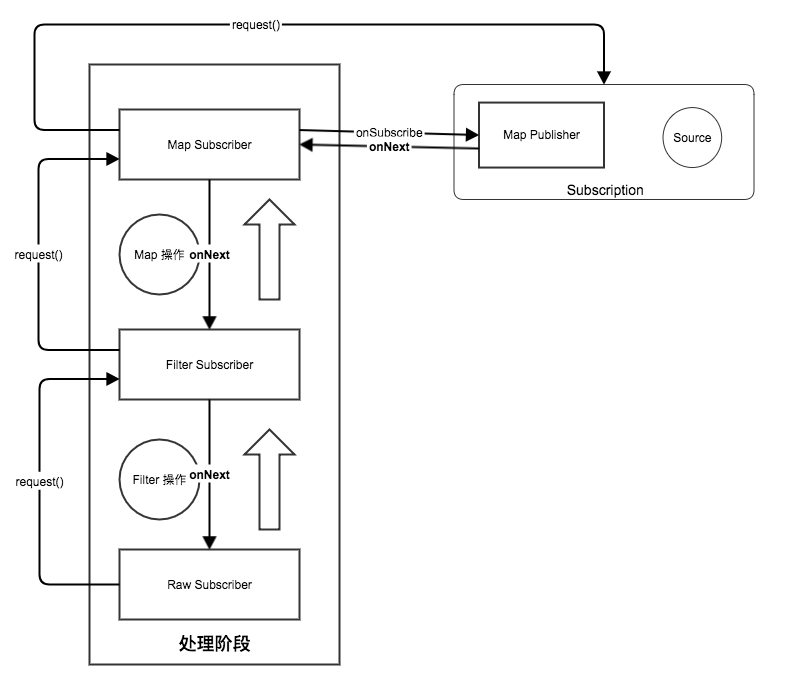 request()
Map Subscriber
onSubscribe
onNext
Map Publisher
Source
Subscription
request()
Map 操作
onNext
Filter Subscriber
request()
Filter 操作
onNext
Raw Subscriber
处理阶段